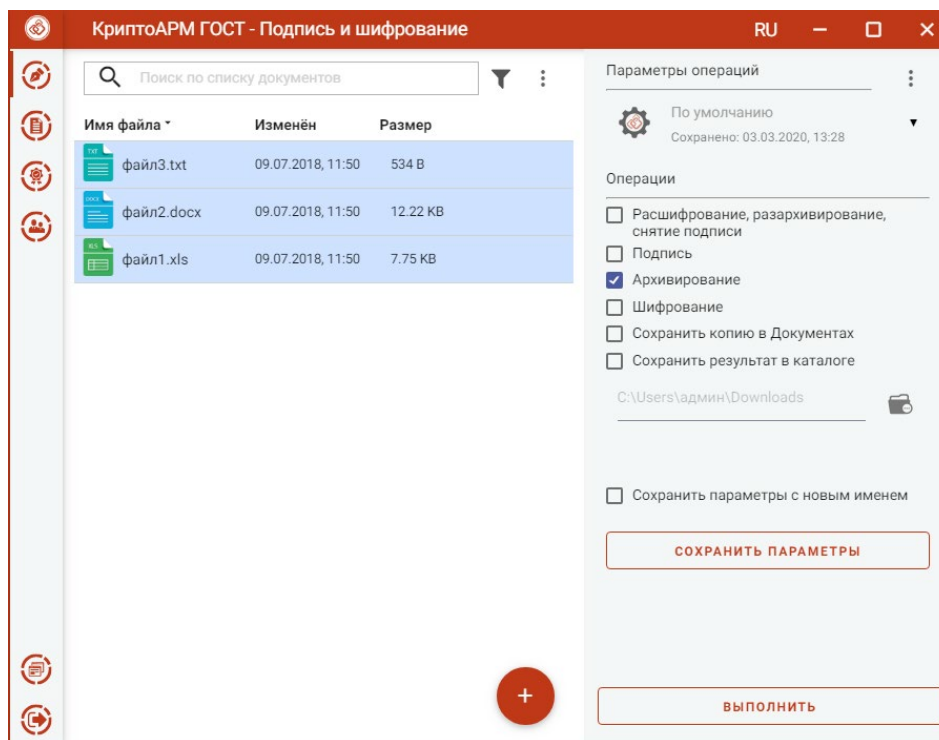 КриптоАРМ ГОСТ - Подпись и шифрование RU
Поиск по списку документов
Имя файла Изменён Размер
TXT
файл3.txt 09.07.2018, 11:50 534 B
DOCX
файл2.docx 09.07.2018, 11:50 12.22 KB
XLS
файл1.xls 09.07.2018, 11:50 7.75 KB
Параметры операций
По умолчанию
Сохранено: 03.03.2020, 13:28
Операции
Расшифрование, разархивирование,
снятие подписи
Подпись
Архивирование
Шифрование
Сохранить копию в Документах
Сохранить результат в каталоге
C:\Users\админ\Downloads
Сохранить параметры с новым именем
СОХРАНИТЬ ПАРАМЕТРЫ
ВЫПОЛНИТЬ